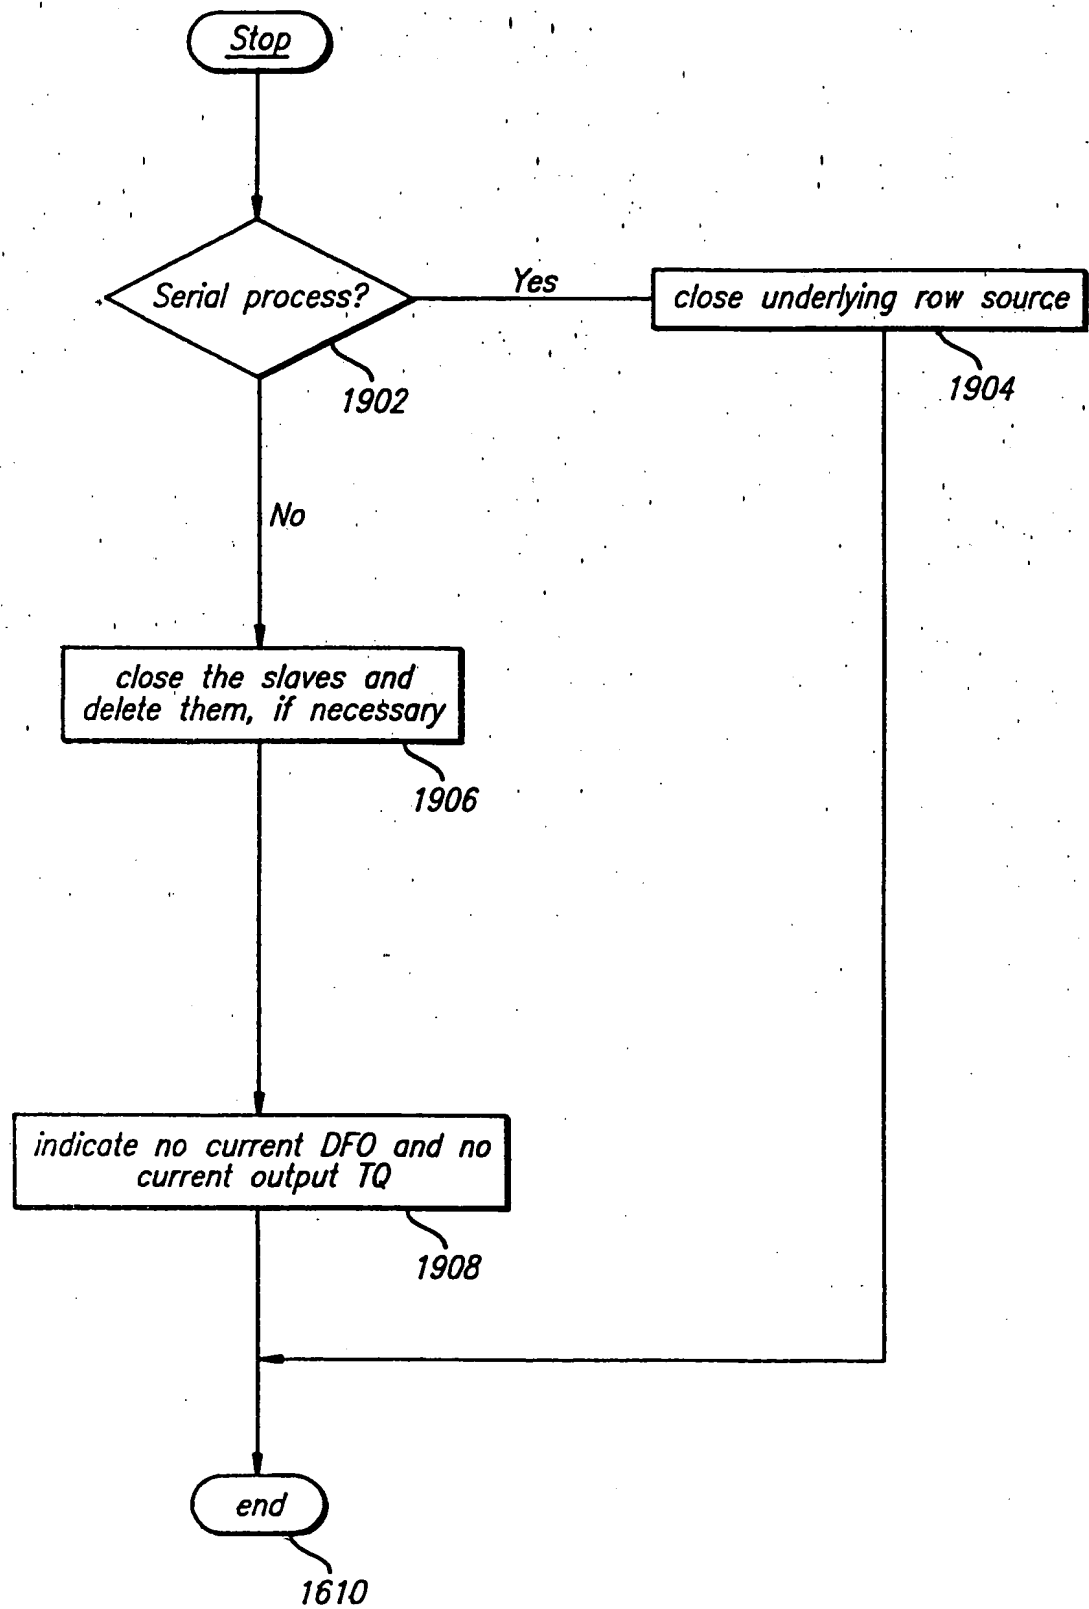 Stop
Serial process?
Yes
close underlying row source
1902
1904
No
close the slaves and
delete them, if necessary
1906
indicate no current DFO and no
current output TQ
1908
end
1610